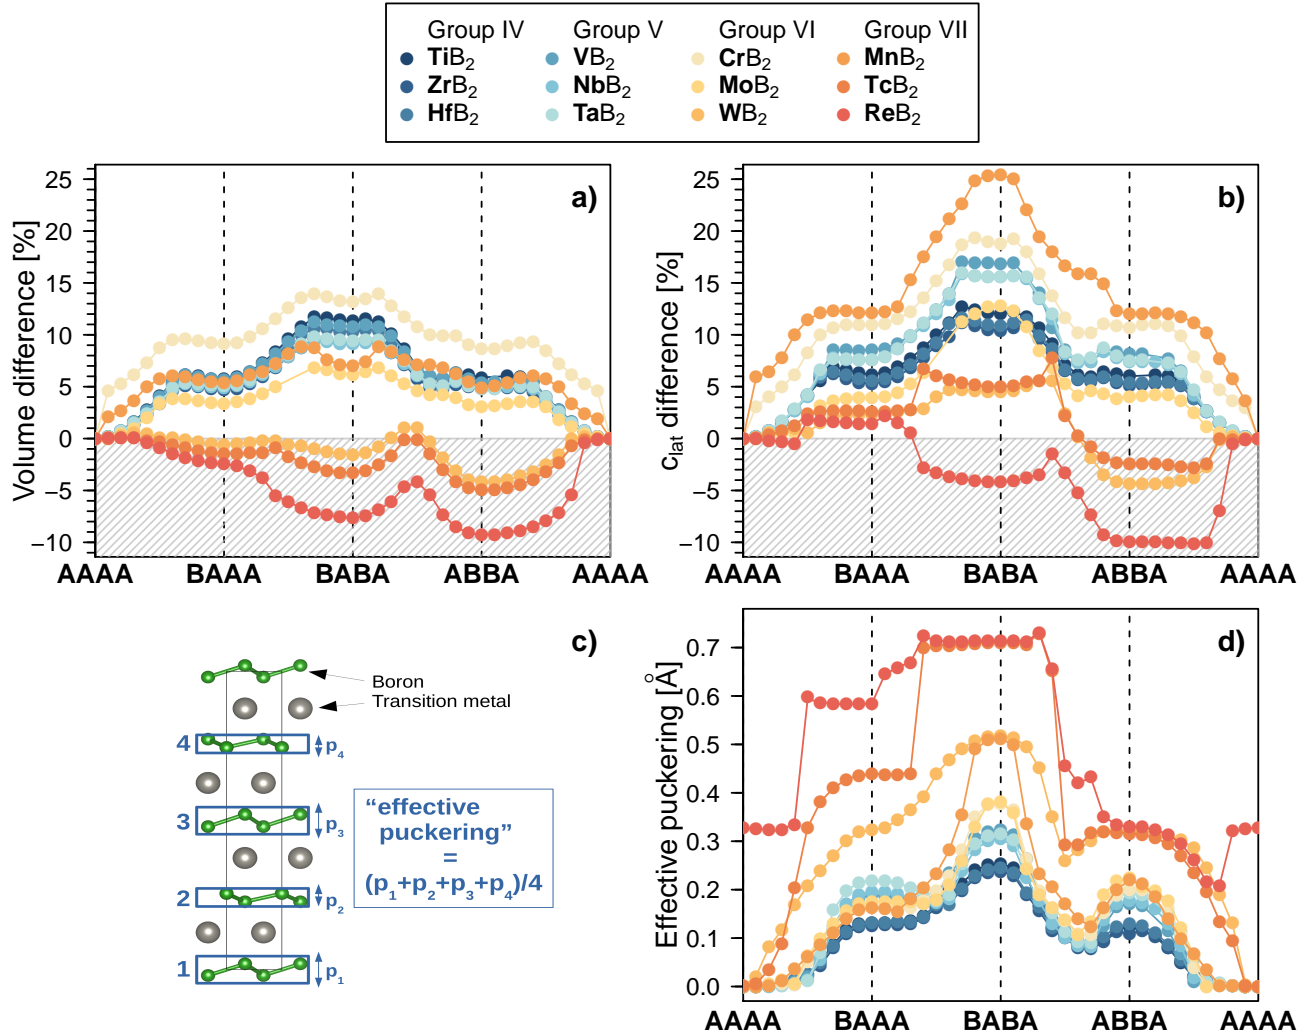 Group IV Group V Group VI Group VII
TiB2 VB2 CrB2 MnB2
ZrB2 NbB2 MoB2 TcB2
HfB2 TaB2 WB2 ReB2
a)
Volume difference [%]
25
20
15
10
5
0
−5
−10
AAAA BAAA BABA ABBA AAAA
b)
clat difference [%]
25
20
15
10
5
0
−5
−10
AAAA BAAA BABA ABBA AAAA
c)
Boron
Transition metal
4 p4
3 p3
2 p2
1 p1
“effective
puckering”
=
(p1+p2+p3+p4)/4
d)
Effective puckering [Å]
0.7
0.6
0.5
0.4
0.3
0.2
0.1
0.0
AAAA BAAA BABA ABBA AAAA